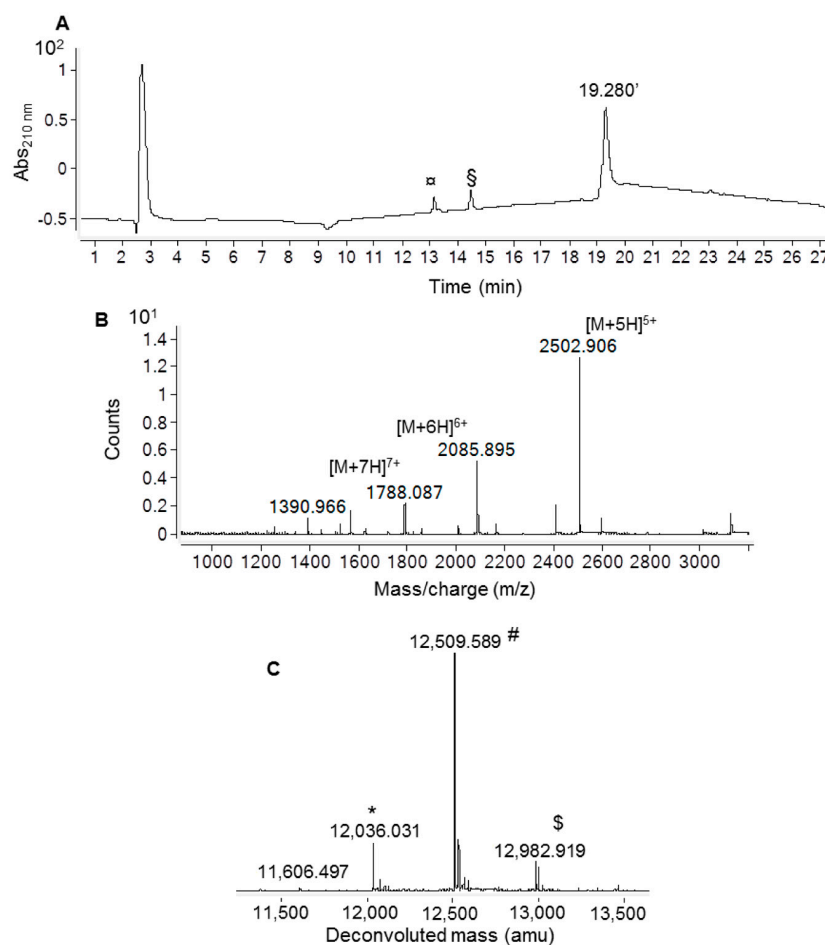 A
10²
1
0.5
0
-0.5
Abs210 nm
¤
§
19.280’
1 2 3 4 5 6 7 8 9 10 11 12 13 14 15 16 17 18 19 20 21 22 23 24 25 26 27
Time (min)
B
10¹
1.4
1.2
1
0.8
0.6
0.4
0.2
0
Counts
[M+5H]⁵⁺
2502.906
[M+6H]⁶⁺
2085.895
[M+7H]⁷⁺
1788.087
1390.966
1000 1200 1400 1600 1800 2000 2200 2400 2600 2800 3000
Mass/charge (m/z)
C
12,509.589 #
*
12,036.031
$
12,982.919
11,606.497
11,500 12,000 12,500 13,000 13,500
Deconvoluted mass (amu)